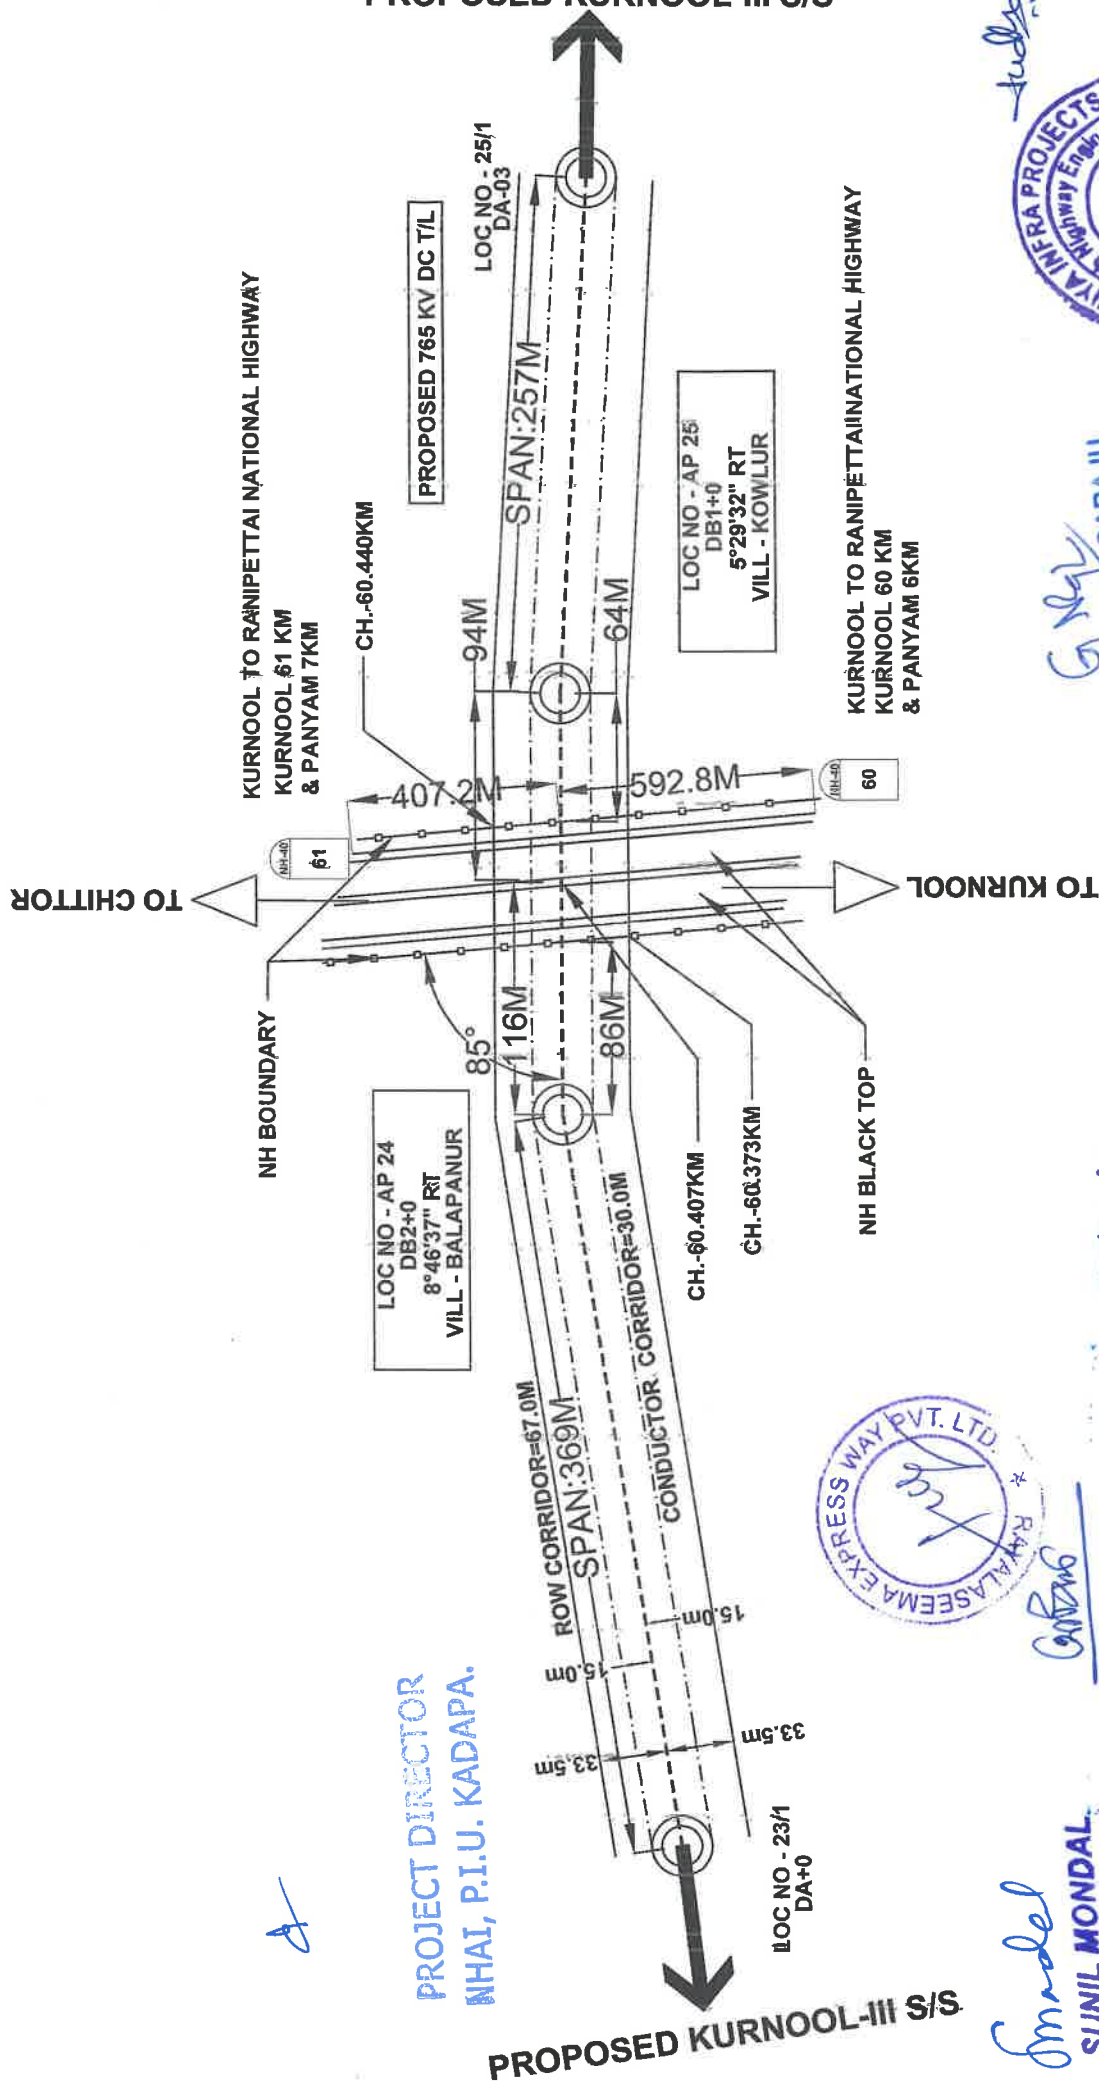 PROPOSED KURNOOL-III S/S
LOC NO - 25/1
DA-03
PROPOSED 765 KV DC T/L
SPAN:257M
KURNOOL TO RANIPETTAI NATIONAL HIGHWAY
KURNOOL 61 KM
& PANYAM 7KM
CH.-60.440KM
94M
64M
LOC NO - AP 25
DB1+0
5°29'32" RT
VILL - KOWLUR
KURNOOL TO RANIPETTAI NATIONAL HIGHWAY
KURNOOL 60 KM
& PANYAM 6KM
407.2M
592.8M
NH-40
61
NH-40
60
TO CHITTOR
TO KURNOOL
NH BOUNDARY
116M
86M
85°
LOC NO - AP 24
DB2+0
8°46'37" RT
VILL - BALAPANUR
CH.-60.407KM
CH.-60.373KM
NH BLACK TOP
ROW CORRIDOR=67.0M
SPAN:369M
CONDUCTOR CORRIDOR=30.0M
15.0m
15.0m
33.5m
33.5m
LOC NO - 23/1
DA+0
PROPOSED KURNOOL-III S/S
PROJECT DIRECTOR
NHAI, P.I.U. KADAPA.
RAYALASEEMA EXPRESS WAY PVT. LTD.
INFRA PROJECTS
Highway
SUNIL MONDAL